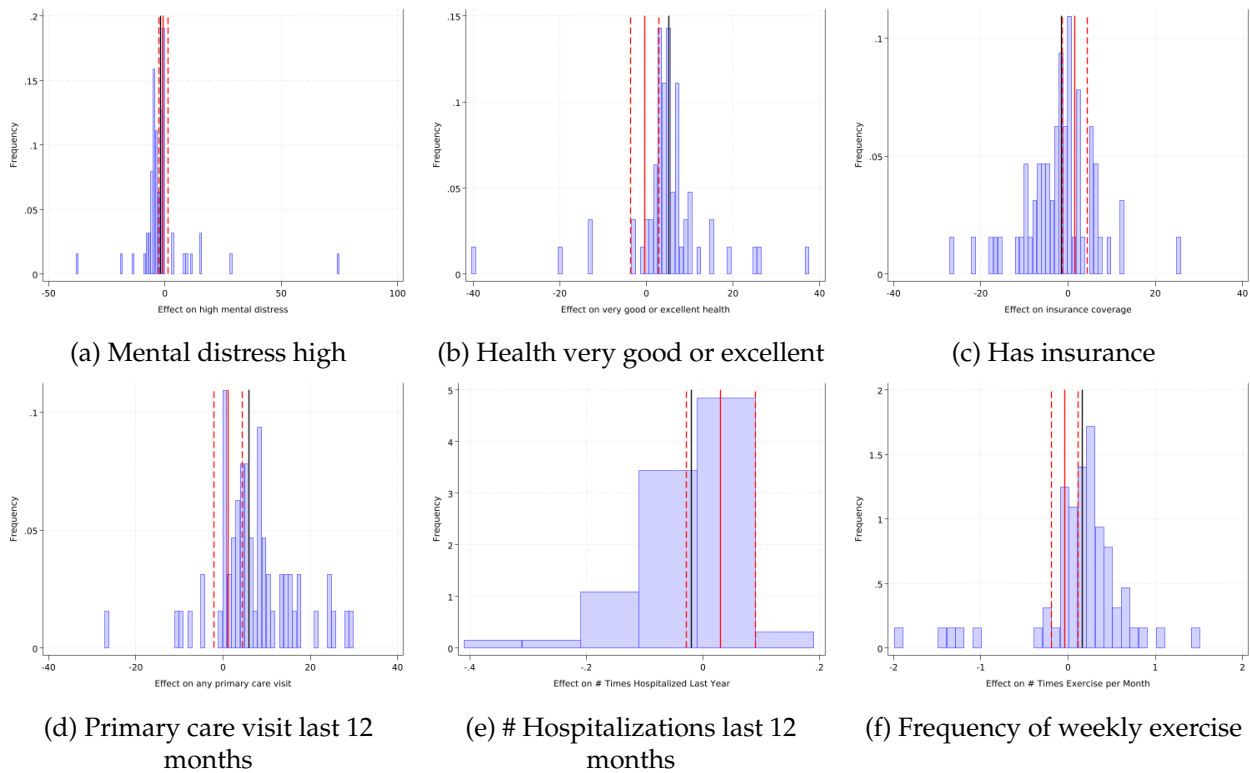 .2
.15
.1
.05
0
Frequency
-50
0
50
100
Effect on high mental distress
(a) Mental distress high
.15
.1
.05
0
Frequency
-40
-20
0
20
40
Effect on very good or excellent health
(b) Health very good or excellent
.1
.05
0
Frequency
-40
-20
0
20
40
Effect on insurance coverage
(c) Has insurance
.1
.05
0
Frequency
-40
-20
0
20
40
Effect on any primary care visit
(d) Primary care visit last 12
months
5
4
3
2
1
0
Frequency
-.4
-.2
0
.2
Effect on # Times Hospitalized Last Year
(e) # Hospitalizations last 12
months
2
1.5
1
.5
0
Frequency
-2
-1
0
1
2
Effect on # Times Exercise per Month
(f) Frequency of weekly exercise